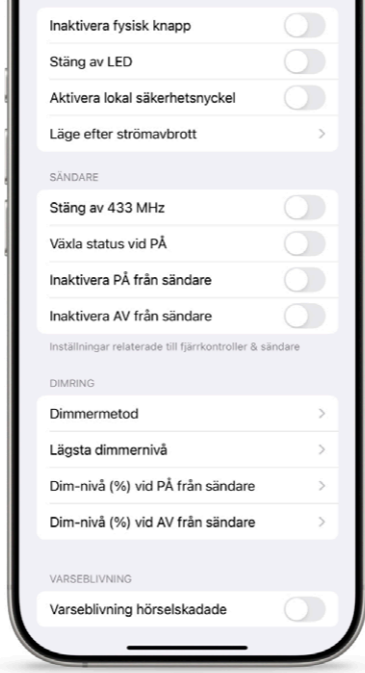 Inaktivera fysisk knapp
Stäng av LED
Aktivera lokal säkerhetsnyckel
Läge efter strömavbrott
SÄNDARE
Stäng av 433 MHz
Växla status vid PÅ
Inaktivera PÅ från sändare
Inaktivera AV från sändare
Inställningar relaterade till fjärrkontroller & sändare
DIMRING
Dimmermetod
Lägsta dimmernivå
Dim-nivå (%) vid PÅ från sändare
Dim-nivå (%) vid AV från sändare
VARSEBLIVNING
Varseblivning hörselskadade